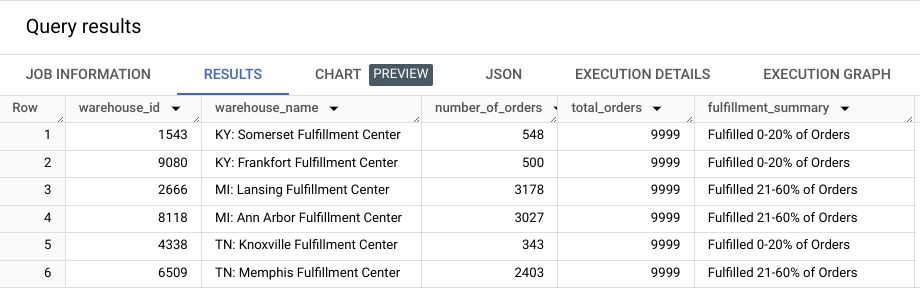 Query results
JOB INFORMATION RESULTS CHART PREVIEW JSON EXECUTION DETAILS EXECUTION GRAPH
Row warehouse_id warehouse_name number_of_orders total_orders fulfillment_summary
1 1543 KY: Somerset Fulfillment Center 548 9999 Fulfilled 0-20% of Orders
2 9080 KY: Frankfort Fulfillment Center 500 9999 Fulfilled 0-20% of Orders
3 2666 MI: Lansing Fulfillment Center 3178 9999 Fulfilled 21-60% of Orders
4 8118 MI: Ann Arbor Fulfillment Center 3027 9999 Fulfilled 21-60% of Orders
5 4338 TN: Knoxville Fulfillment Center 343 9999 Fulfilled 0-20% of Orders
6 6509 TN: Memphis Fulfillment Center 2403 9999 Fulfilled 21-60% of Orders